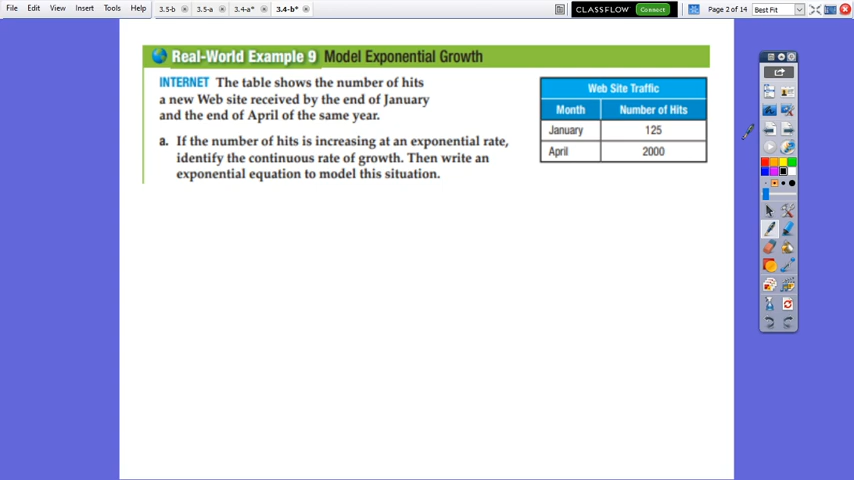 File Edit View Insert Tools Help 3.5-b 3.5-a 3.4-a* 3.4-b* CLASSFLOW Connect Page 2 of 14 Best Fit
Real-World Example 9 Model Exponential Growth
INTERNET The table shows the number of hits
a new Web site received by the end of January
and the end of April of the same year.
a. If the number of hits is increasing at an exponential rate,
identify the continuous rate of growth. Then write an
exponential equation to model this situation.
Web Site Traffic
Month Number of Hits
January 125
April 2000